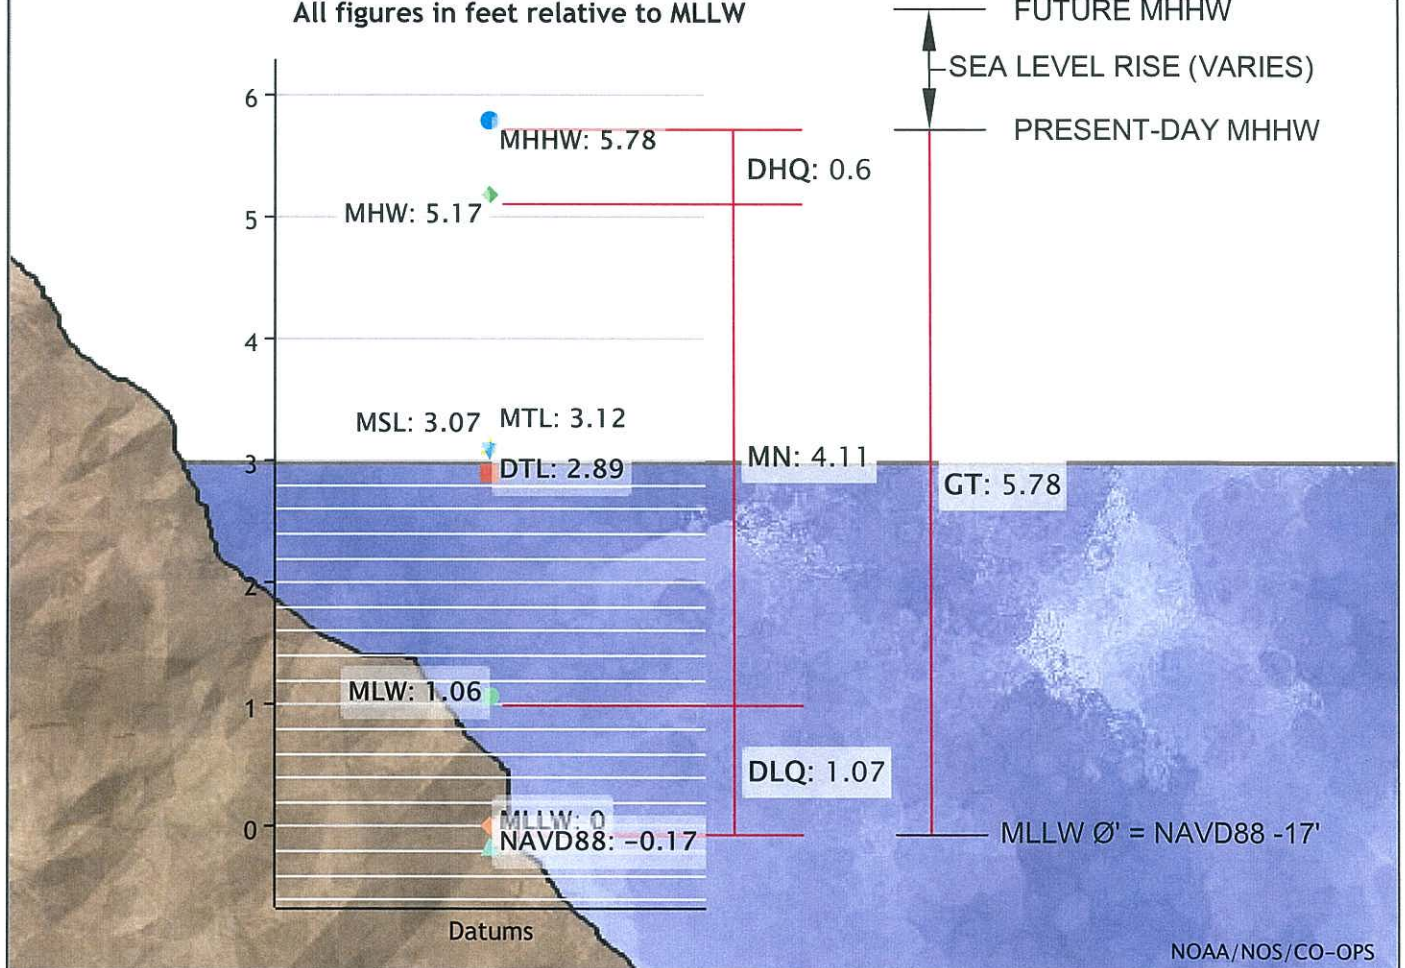 All figures in feet relative to MLLW
FUTURE MHHW
SEA LEVEL RISE (VARIES)
6
MHHW: 5.78
PRESENT-DAY MHHW
DHQ: 0.6
MHW: 5.17
5
4
MSL: 3.07
MTL: 3.12
3
DTL: 2.89
MN: 4.11
GT: 5.78
2
MLW: 1.06
1
DLQ: 1.07
0
MLLW: 0
NAVD88: −0.17
MLLW Ø' = NAVD88 -17'
Datums
NOAA/NOS/CO-OPS